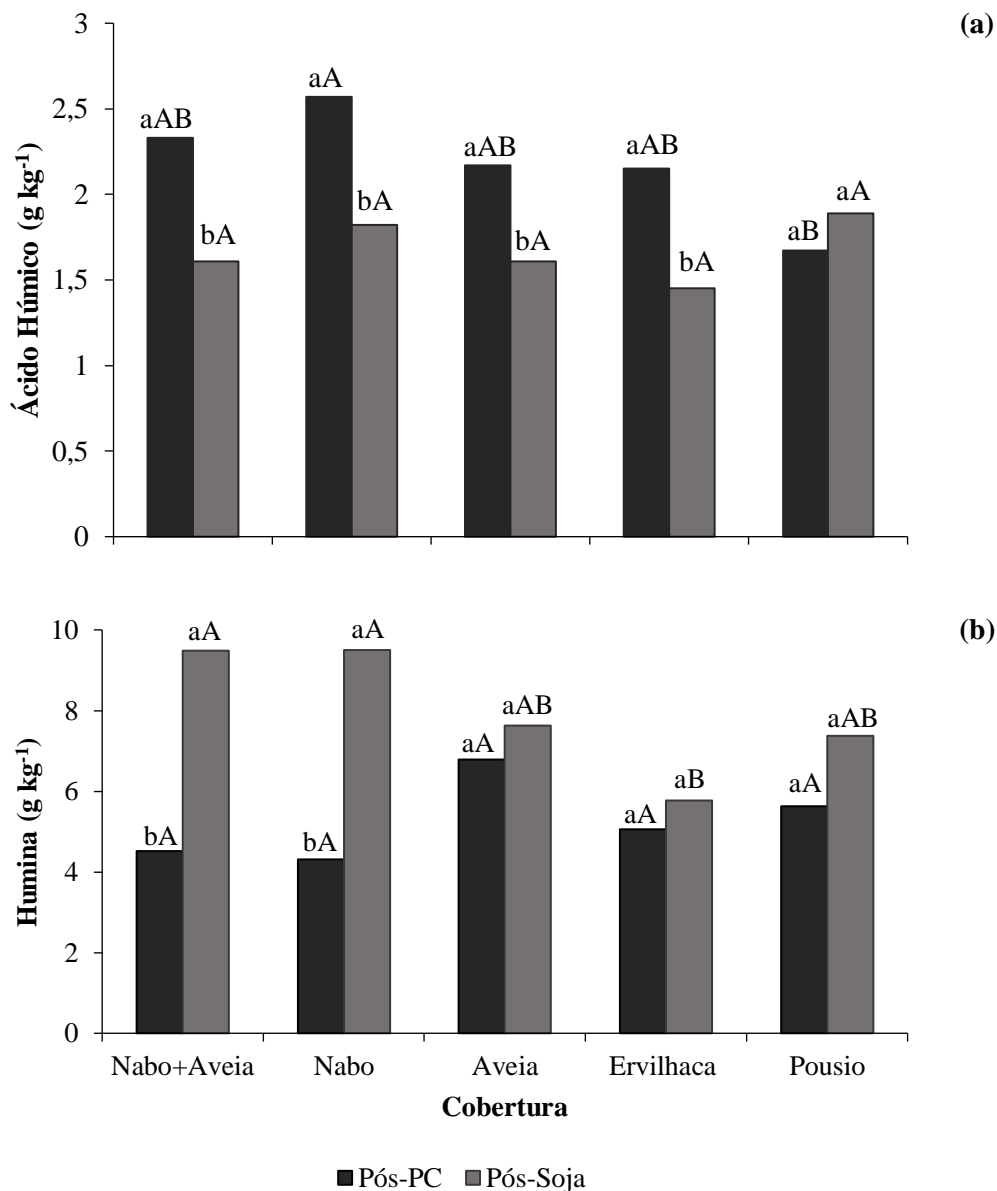 (a)
Ácido Húmico (g kg-1)
3
2,5
2
1,5
1
0,5
0
aAB
bA
aA
bA
aAB
bA
aAB
bA
aB
aA
(b)
Humina (g kg-1)
10
8
6
4
2
0
bA
aA
bA
aA
aA
aAB
aA
aB
aA
aAB
Nabo+Aveia Nabo Aveia Ervilhaca Pousio
Cobertura
Pós-PC Pós-Soja